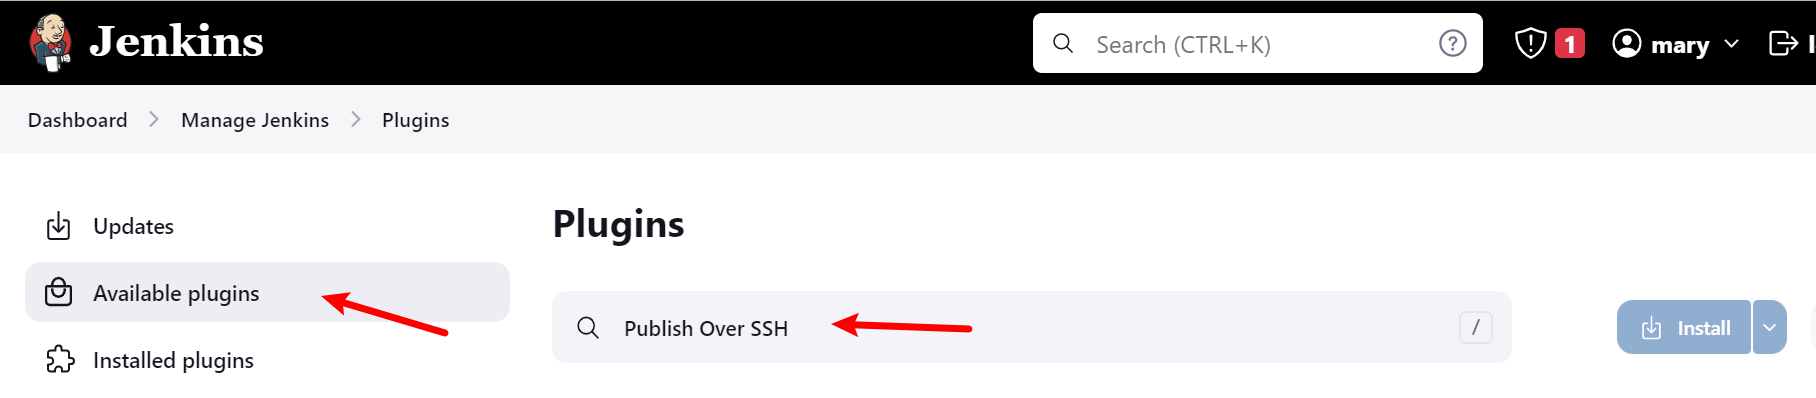 Jenkins
Search (CTRL+K)
?
1
mary
Dashboard > Manage Jenkins > Plugins
Updates
Available plugins
Installed plugins
Plugins
Publish Over SSH
/
Install